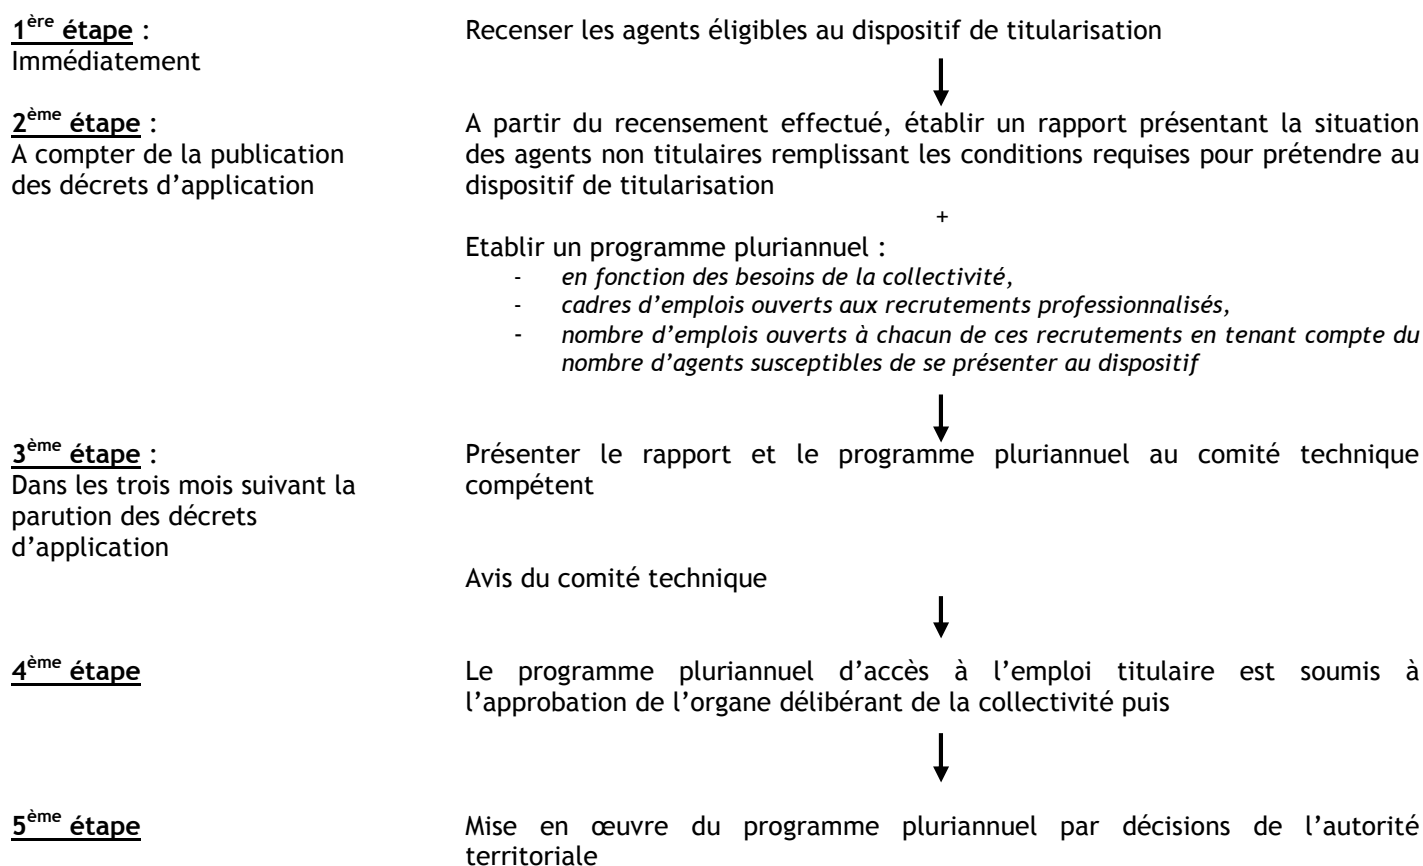 1ère étape :
Immédiatement
Recenser les agents éligibles au dispositif de titularisation
2ème étape :
A compter de la publication
des décrets d'application
A partir du recensement effectué, établir un rapport présentant la situation
des agents non titulaires remplissant les conditions requises pour prétendre au
dispositif de titularisation
+
Etablir un programme pluriannuel :
- en fonction des besoins de la collectivité,
- cadres d'emplois ouverts aux recrutements professionnalisés,
- nombre d'emplois ouverts à chacun de ces recrutements en tenant compte du
nombre d'agents susceptibles de se présenter au dispositif
3ème étape :
Dans les trois mois suivant la
parution des décrets
d'application
Présenter le rapport et le programme pluriannuel au comité technique
compétent
Avis du comité technique
4ème étape
Le programme pluriannuel d'accès à l'emploi titulaire est soumis à
l'approbation de l'organe délibérant de la collectivité puis
5ème étape
Mise en œuvre du programme pluriannuel par décisions de l'autorité
territoriale